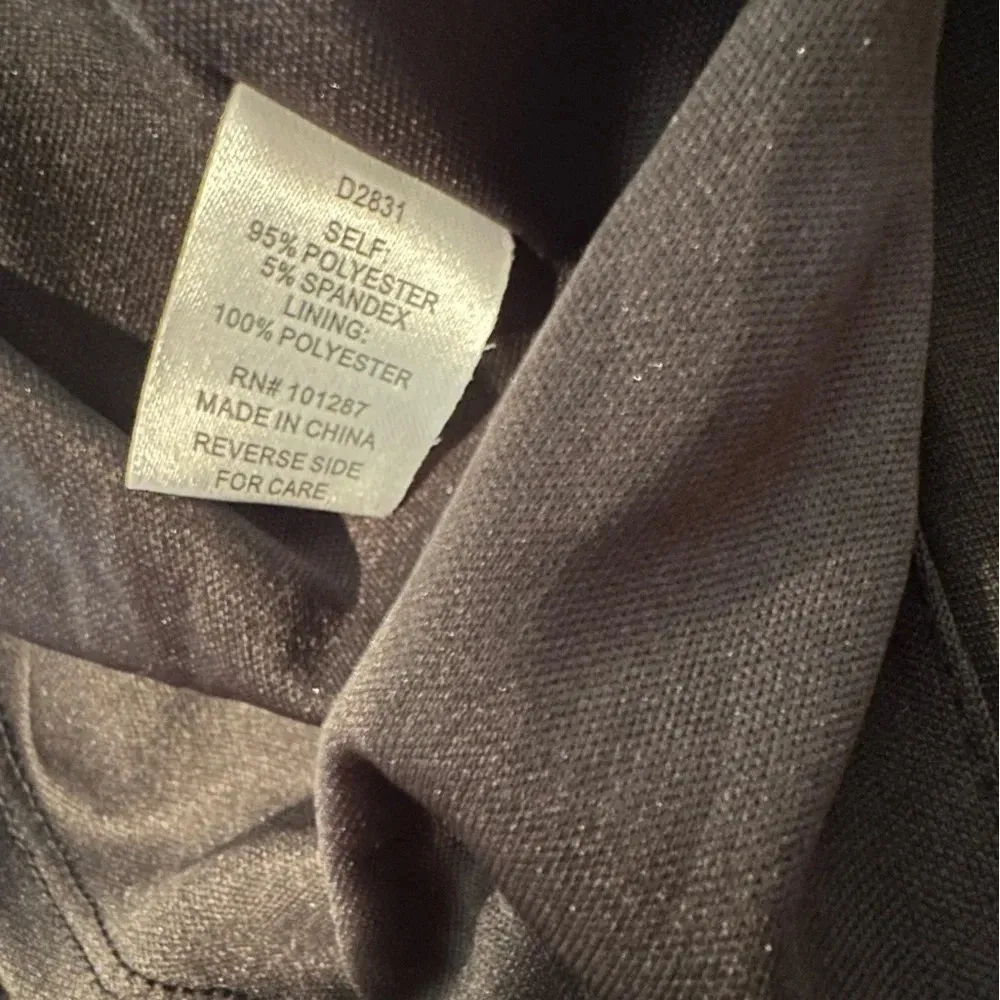 D2831
SELF:
95% POLYESTER
5% SPANDEX
LINING:
100% POLYESTER
RN# 101287
MADE IN CHINA
REVERSE SIDE
FOR CARE